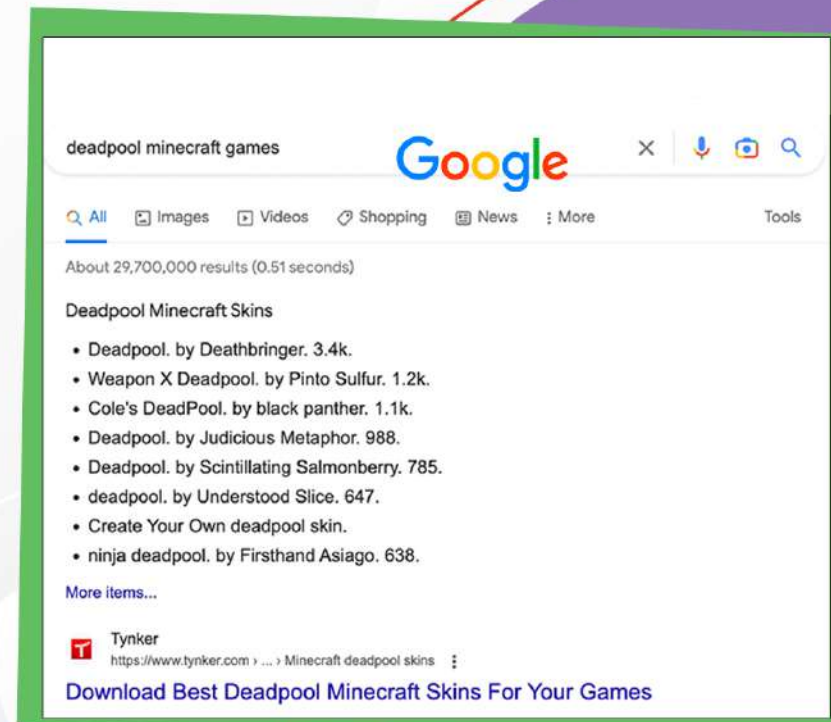 deadpool minecraft games
Google
All Images Videos Shopping News More Tools
About 29,700,000 results (0.51 seconds)
Deadpool Minecraft Skins
• Deadpool. by Deathbringer. 3.4k.
• Weapon X Deadpool. by Pinto Sulfur. 1.2k.
• Cole's DeadPool. by black panther. 1.1k.
• Deadpool. by Judicious Metaphor. 988.
• Deadpool. by Scintillating Salmonberry. 785.
• deadpool. by Understood Slice. 647.
• Create Your Own deadpool skin.
• ninja deadpool. by Firsthand Asiago. 638.
More items...
T
Tynker
https://www.tynker.com › ... › Minecraft deadpool skins
Download Best Deadpool Minecraft Skins For Your Games